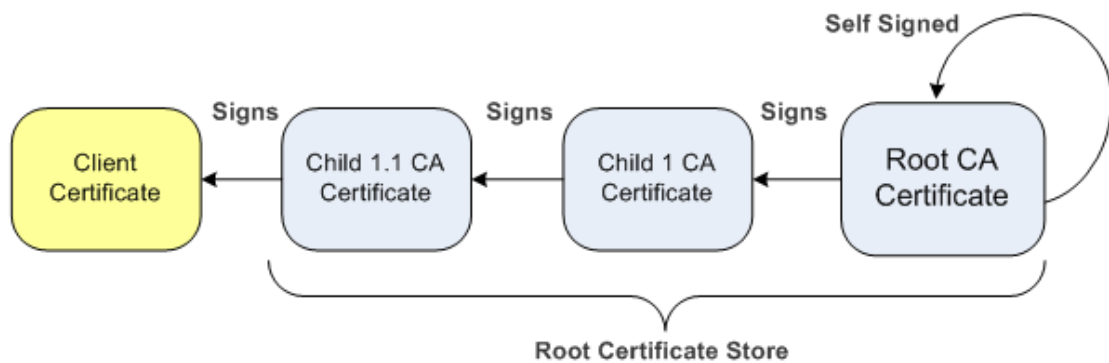 Self Signed
Signs
Signs
Signs
Client
Certificate
Child 1.1 CA
Certificate
Child 1 CA
Certificate
Root CA
Certificate
Root Certificate Store